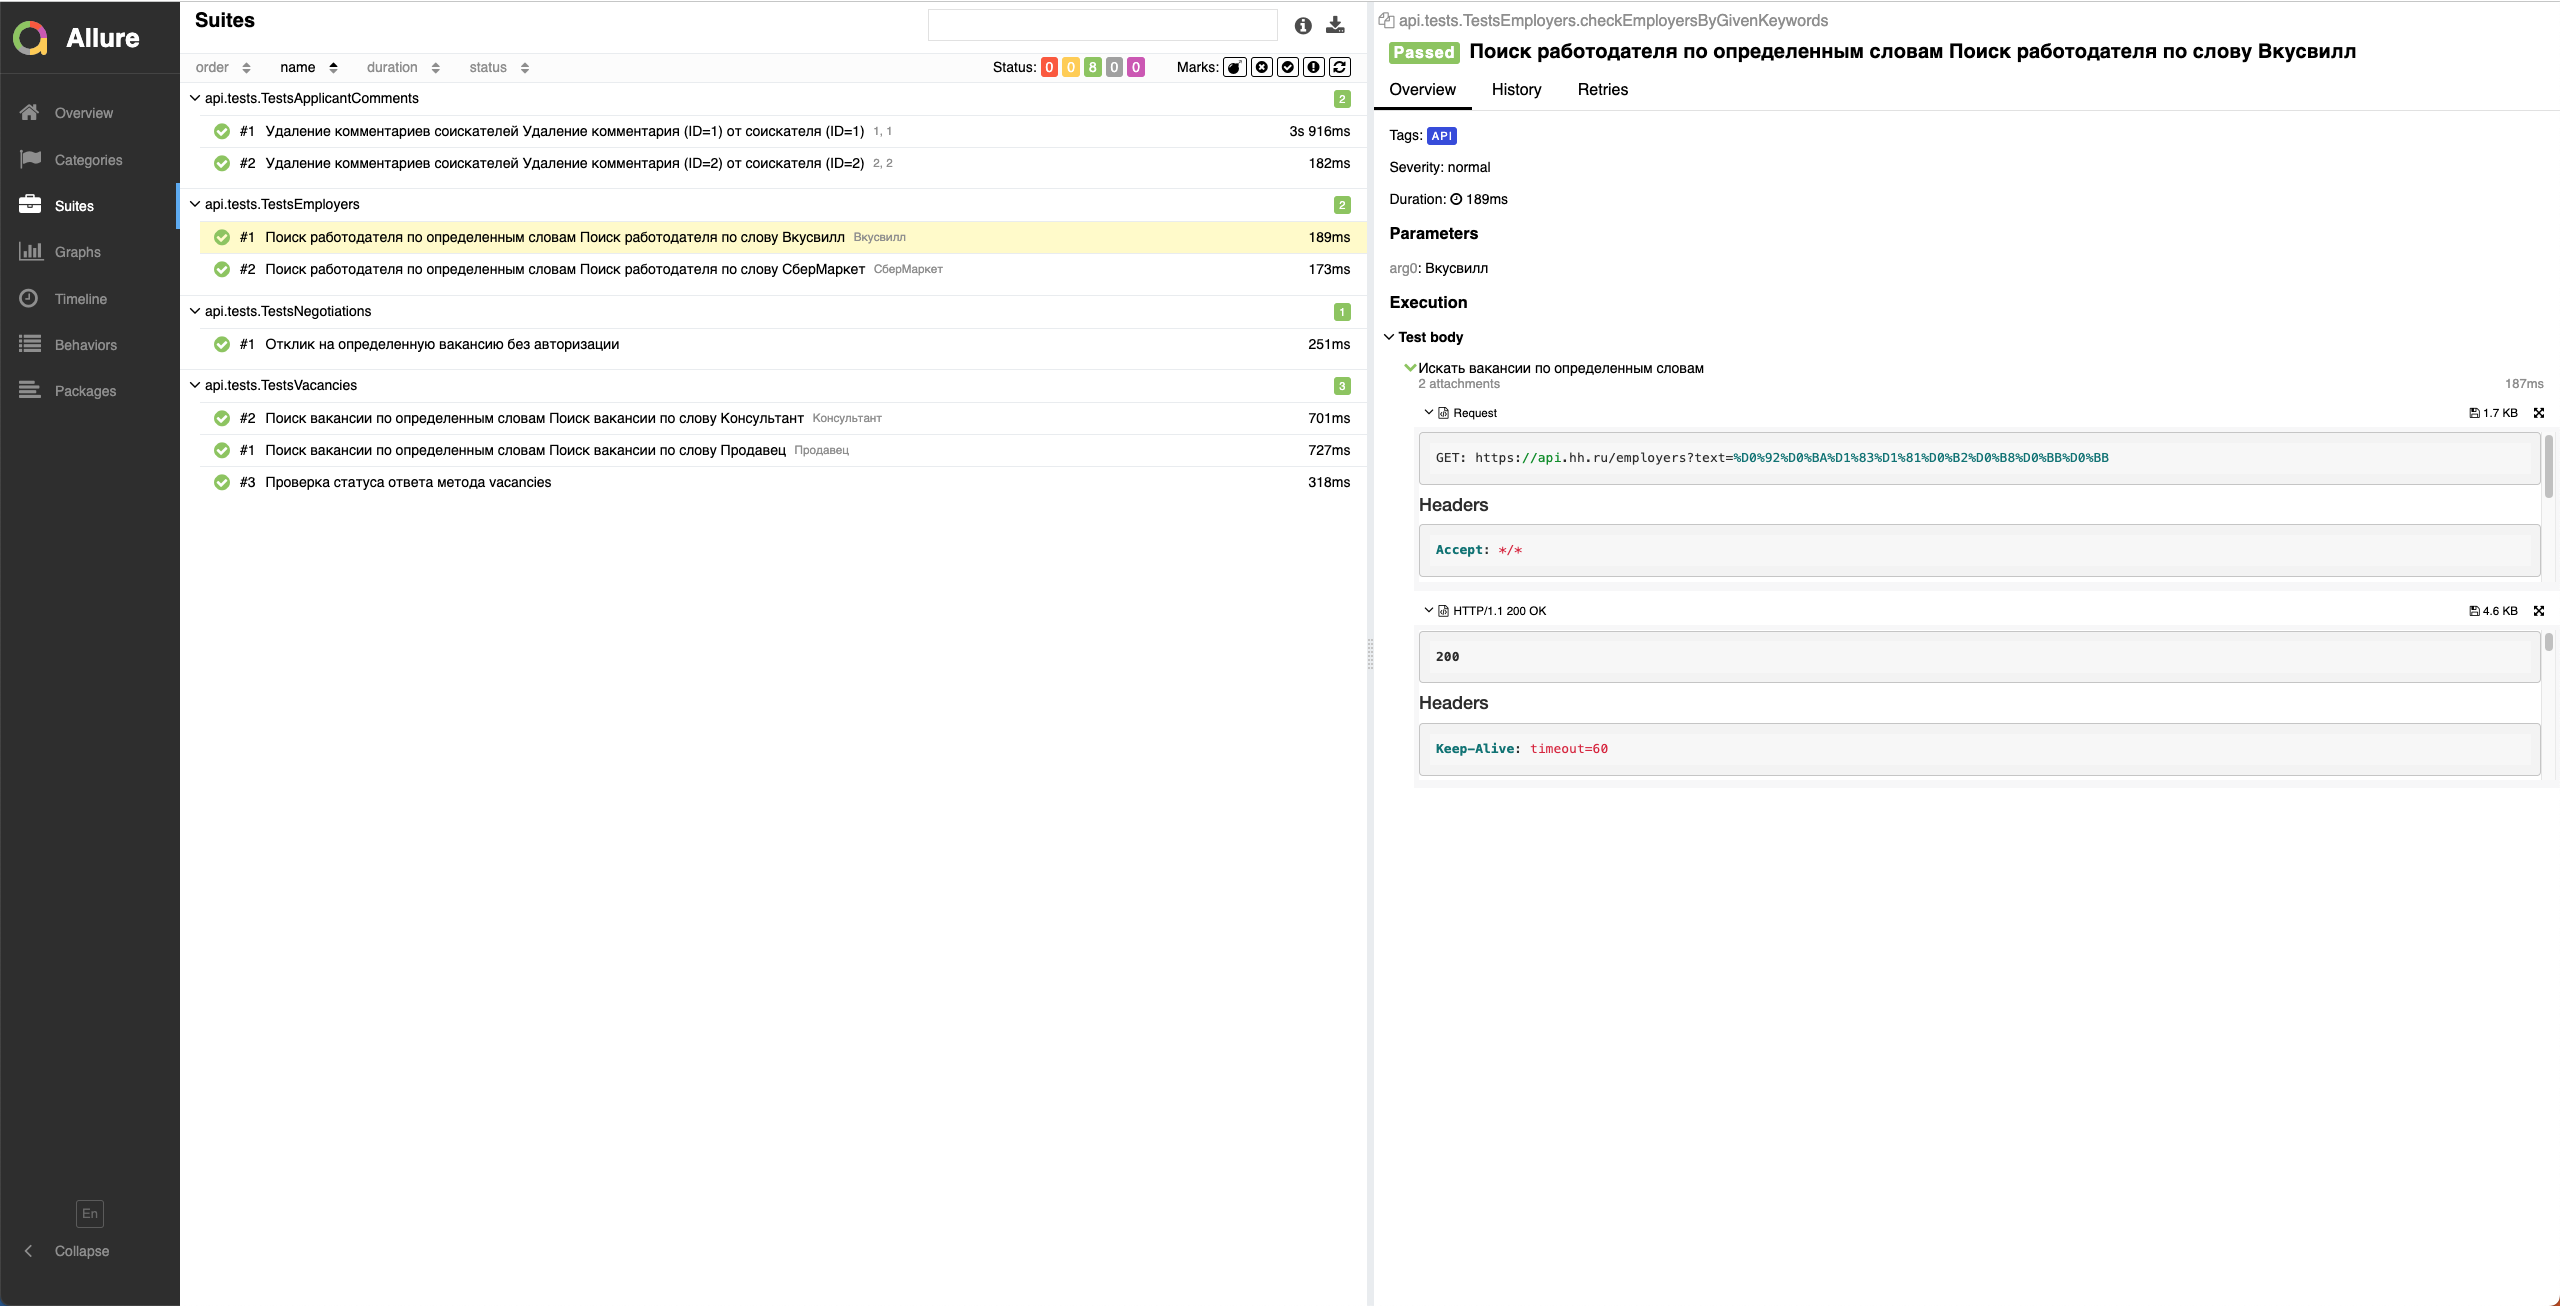 Allure
Overview
Categories
Suites
Graphs
Timeline
Behaviors
Packages
En
Collapse
Suites
order name duration status Status: 0 0 8 0 0 Marks:
api.tests.TestsApplicantComments 2
#1 Удаление комментариев соискателей Удаление комментария (ID=1) от соискателя (ID=1) 1, 1 3s 916ms
#2 Удаление комментариев соискателей Удаление комментария (ID=2) от соискателя (ID=2) 2, 2 182ms
api.tests.TestsEmployers 2
#1 Поиск работодателя по определенным словам Поиск работодателя по слову Вкусвилл Вкусвилл 189ms
#2 Поиск работодателя по определенным словам Поиск работодателя по слову СберМаркет СберМаркет 173ms
api.tests.TestsNegotiations 1
#1 Отклик на определенную вакансию без авторизации 251ms
api.tests.TestsVacancies 3
#2 Поиск вакансии по определенным словам Поиск вакансии по слову Консультант Консультант 701ms
#1 Поиск вакансии по определенным словам Поиск вакансии по слову Продавец Продавец 727ms
#3 Проверка статуса ответа метода vacancies 318ms
api.tests.TestsEmployers.checkEmployersByGivenKeywords
Passed Поиск работодателя по определенным словам Поиск работодателя по слову Вкусвилл
Overview History Retries
Tags: API
Severity: normal
Duration: 189ms
Parameters
arg0: Вкусвилл
Execution
Test body
Искать вакансии по определенным словам
2 attachments 187ms
Request 1.7 KB
GET: https://api.hh.ru/employers?text=%D0%92%D0%BA%D1%83%D1%81%D0%B2%D0%B8%D0%BB%D0%BB
Headers
Accept: */*
HTTP/1.1 200 OK 4.6 KB
200
Headers
Keep-Alive: timeout=60